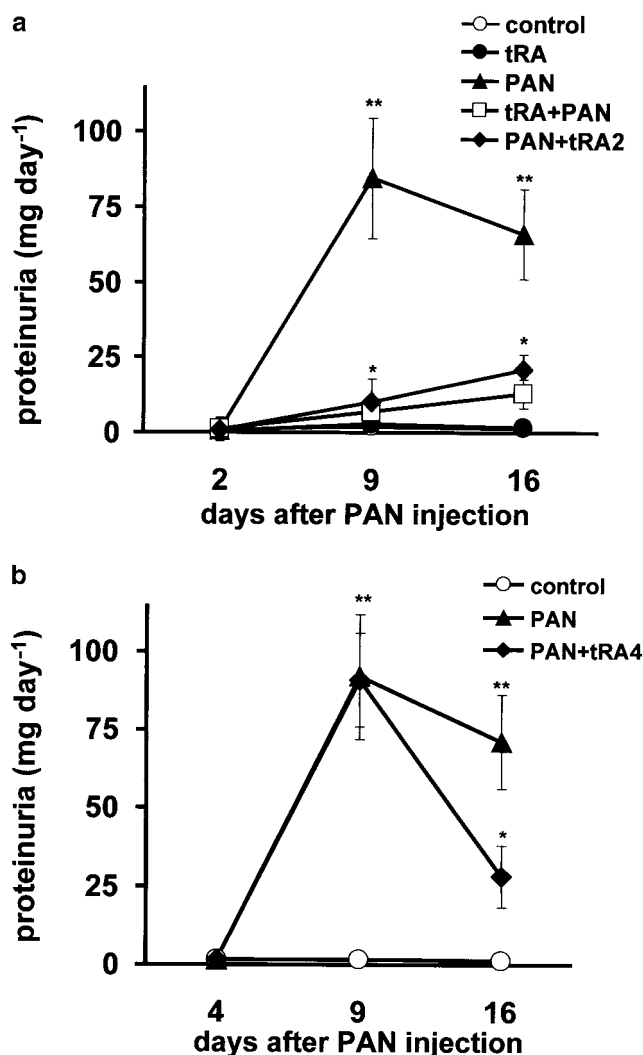 a
control
tRA
PAN
tRA+PAN
PAN+tRA2
proteinuria (mg day⁻¹)
100
75
50
25
0
**
**
*
*
2 9 16
days after PAN injection
b
control
PAN
PAN+tRA4
proteinuria (mg day⁻¹)
100
75
50
25
0
**
**
*
4 9 16
days after PAN injection